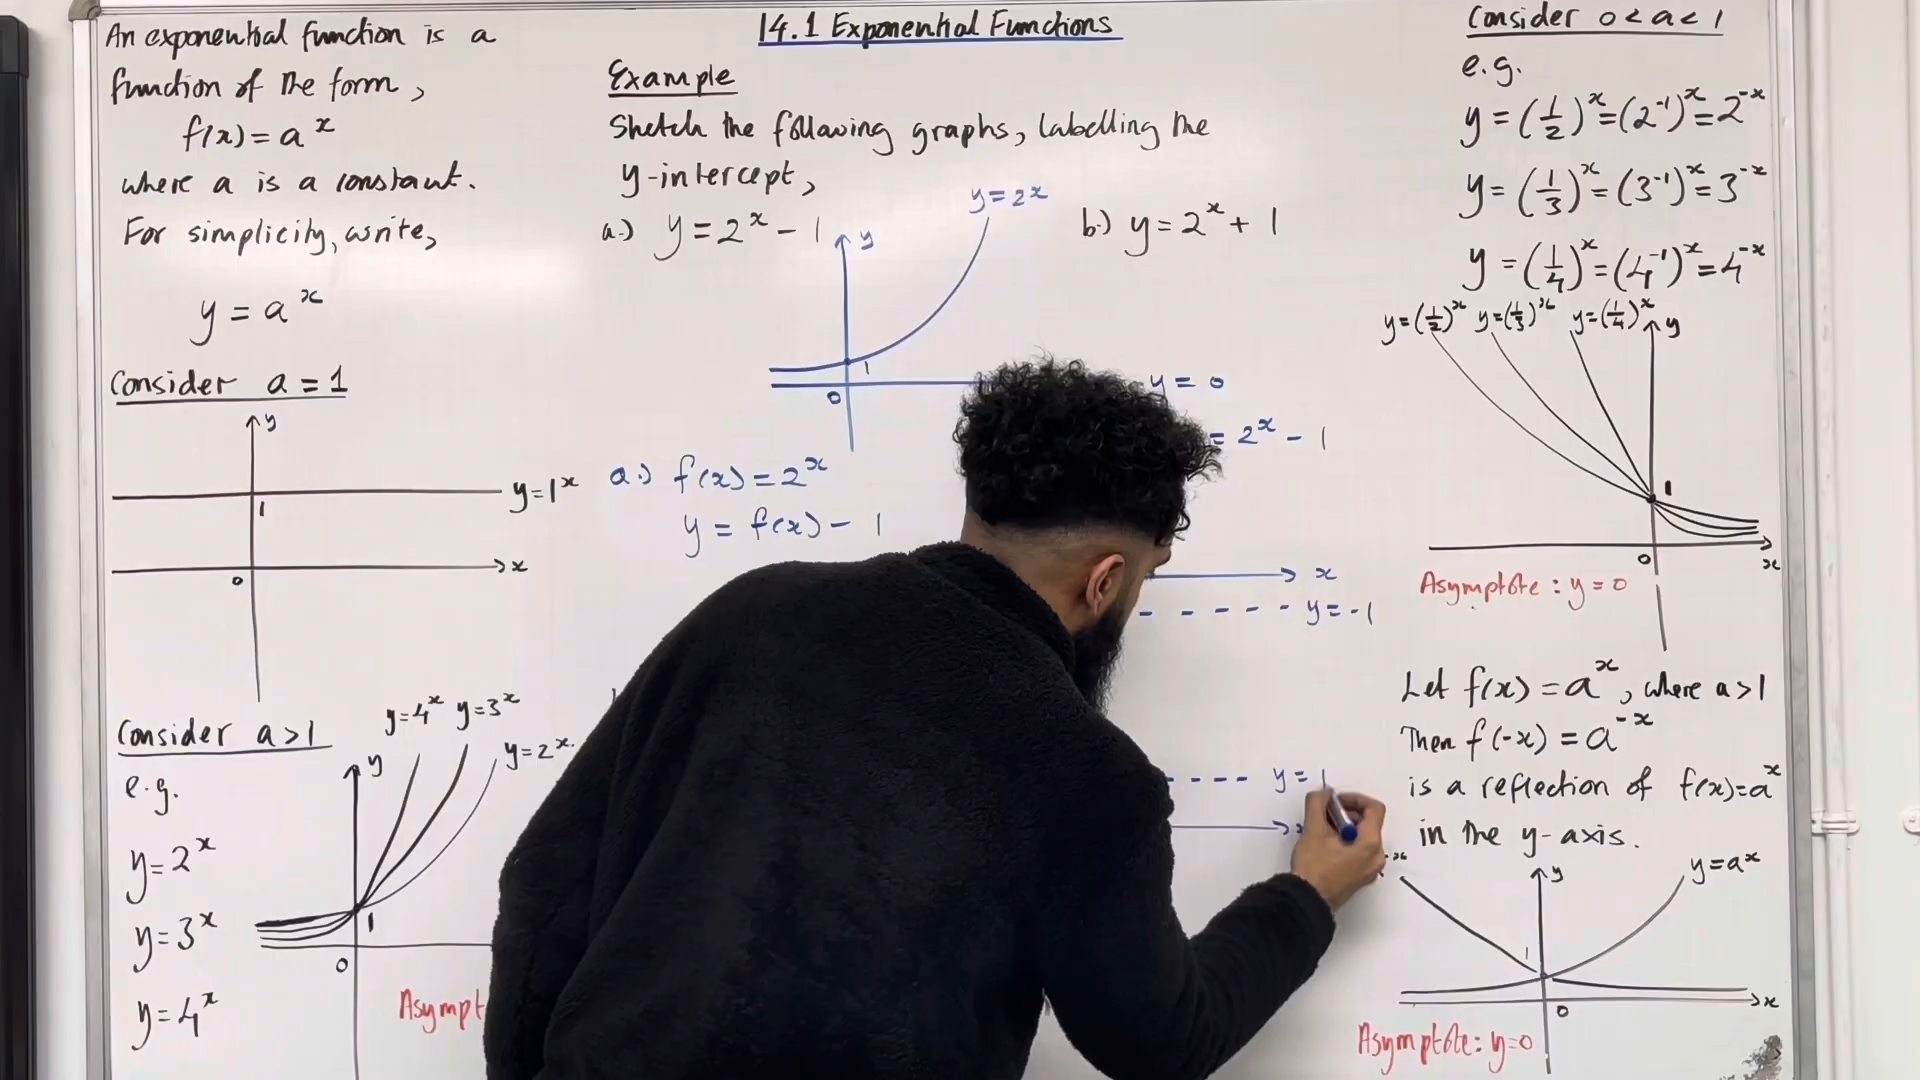 An exponential function is a
function of the form,
f(x) = a^x
where a is a constant.
For simplicity, write,
y = a^x
Consider a = 1
y
1
y = 1^x
x
0
Consider a > 1
e.g.
y = 2^x
y = 3^x
y = 4^x
y = 4^x
y = 3^x
y = 2^x
y
1
0
14.1 Exponential Functions
Example
Sketch the following graphs, labelling the
y-intercept,
a.) y = 2^x - 1
b.) y = 2^x + 1
y
y = 2^x
1
0
y = 0
a.) f(x) = 2^x
y = f(x) - 1
= 2^x - 1
x
y = -1
y = 1
Consider 0 < a < 1
e.g.
y = (1/2)^x = (2^-1)^x = 2^-x
y = (1/3)^x = (3^-1)^x = 3^-x
y = (1/4)^x = (4^-1)^x = 4^-x
y = (1/2)^x y = (1/3)^x y = (1/4)^x
y
1
0
x
Asymptote : y = 0
Let f(x) = a^x, where a > 1
Then f(-x) = a^-x
is a reflection of f(x) = a^x
in the y-axis.
y
y = a^x
1
0
x
Asymptote : y = 0